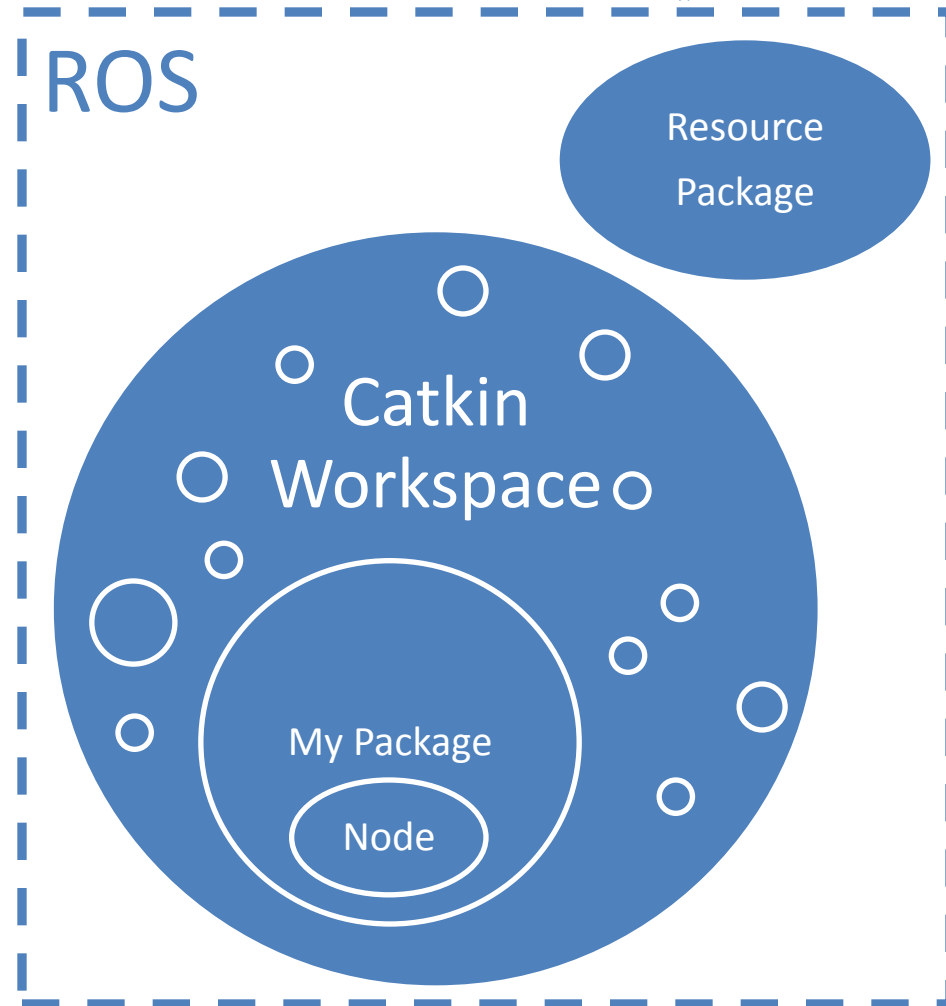 ROS
Resource
Package
Catkin
Workspace
My Package
Node